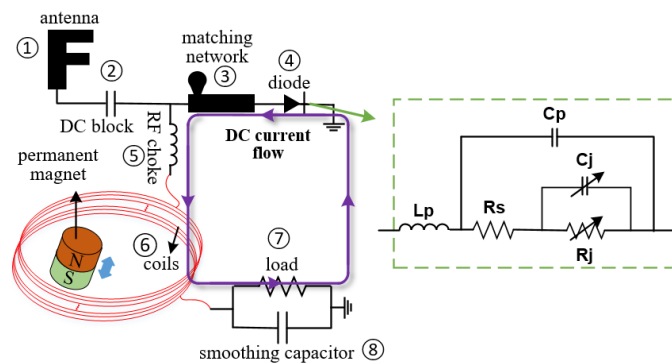 antenna
①
②
DC block
matching
network
③
④
diode
DC current
flow
RF choke
⑤
permanent
magnet
N
S
⑥
coils
⑦
load
smoothing capacitor ⑧
Cp
Cj
Lp
Rs
Rj